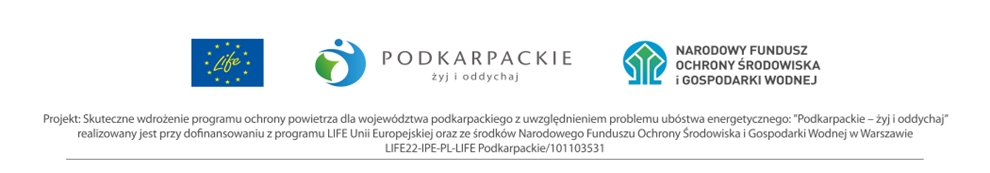 Life
PODKARPACKIE
żyj i oddychaj
NARODOWY FUNDUSZ
OCHRONY ŚRODOWISKA
i GOSPODARKI WODNEJ
Projekt: Skuteczne wdrożenie programu ochrony powietrza dla województwa podkarpackiego z uwzględnieniem problemu ubóstwa energetycznego: "Podkarpackie – żyj i oddychaj”
realizowany jest przy dofinansowaniu z programu LIFE Unii Europejskiej oraz ze środków Narodowego Funduszu Ochrony Środowiska i Gospodarki Wodnej w Warszawie
LIFE22-IPE-PL-LIFE Podkarpackie/101103531